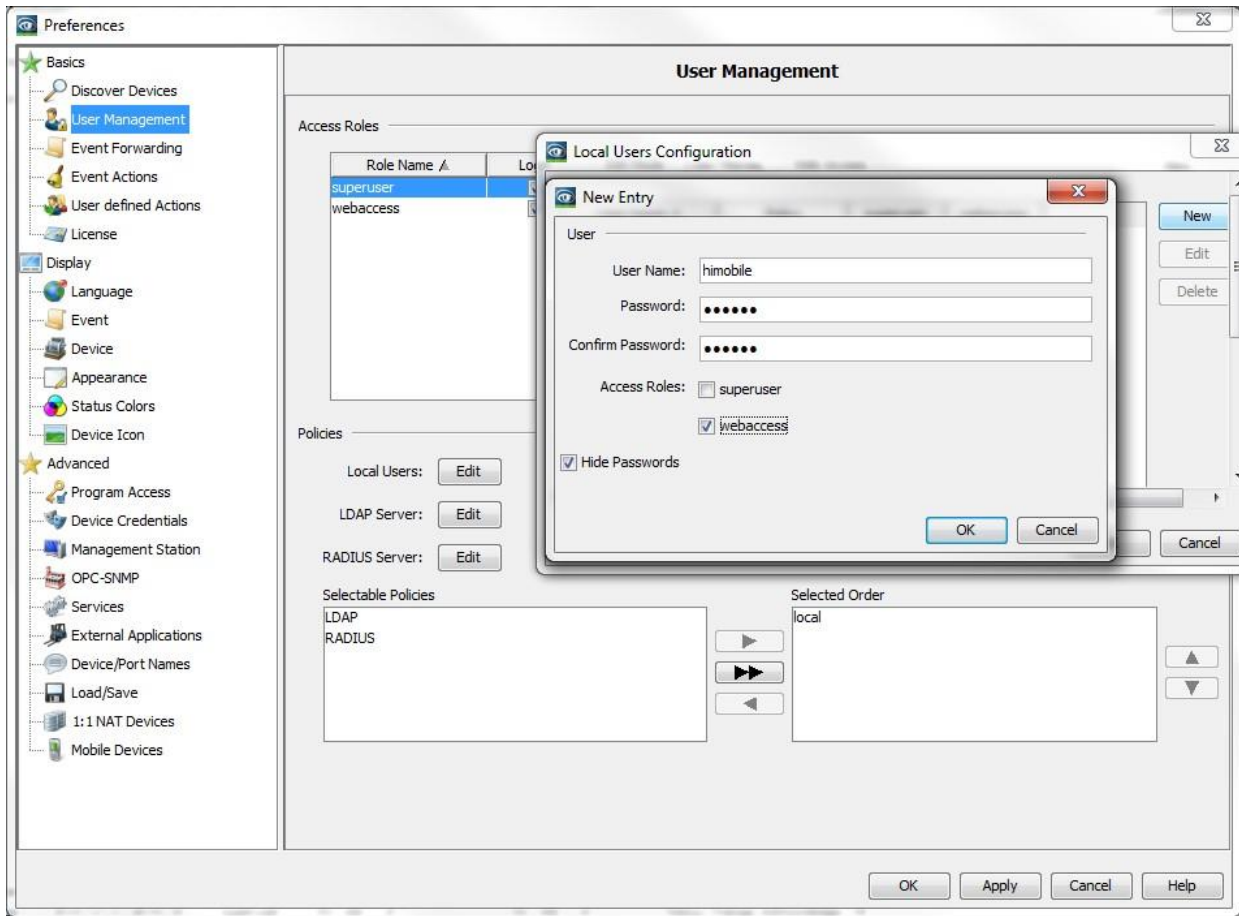 Preferences
Basics
Discover Devices
User Management
Event Forwarding
Event Actions
User defined Actions
License
Display
Language
Event
Device
Appearance
Status Colors
Device Icon
Advanced
Program Access
Device Credentials
Management Station
OPC-SNMP
Services
External Applications
Device/Port Names
Load/Save
1:1 NAT Devices
Mobile Devices
User Management
Access Roles
Role Name
superuser
webaccess
Local Users Configuration
New
Edit
Delete
Cancel
New Entry
User
User Name: himobile
Password: ••••••
Confirm Password: ••••••
Access Roles: superuser
webaccess
Hide Passwords
OK Cancel
Policies
Local Users: Edit
LDAP Server: Edit
RADIUS Server: Edit
Selectable Policies
LDAP
RADIUS
Selected Order
local
OK Apply Cancel Help